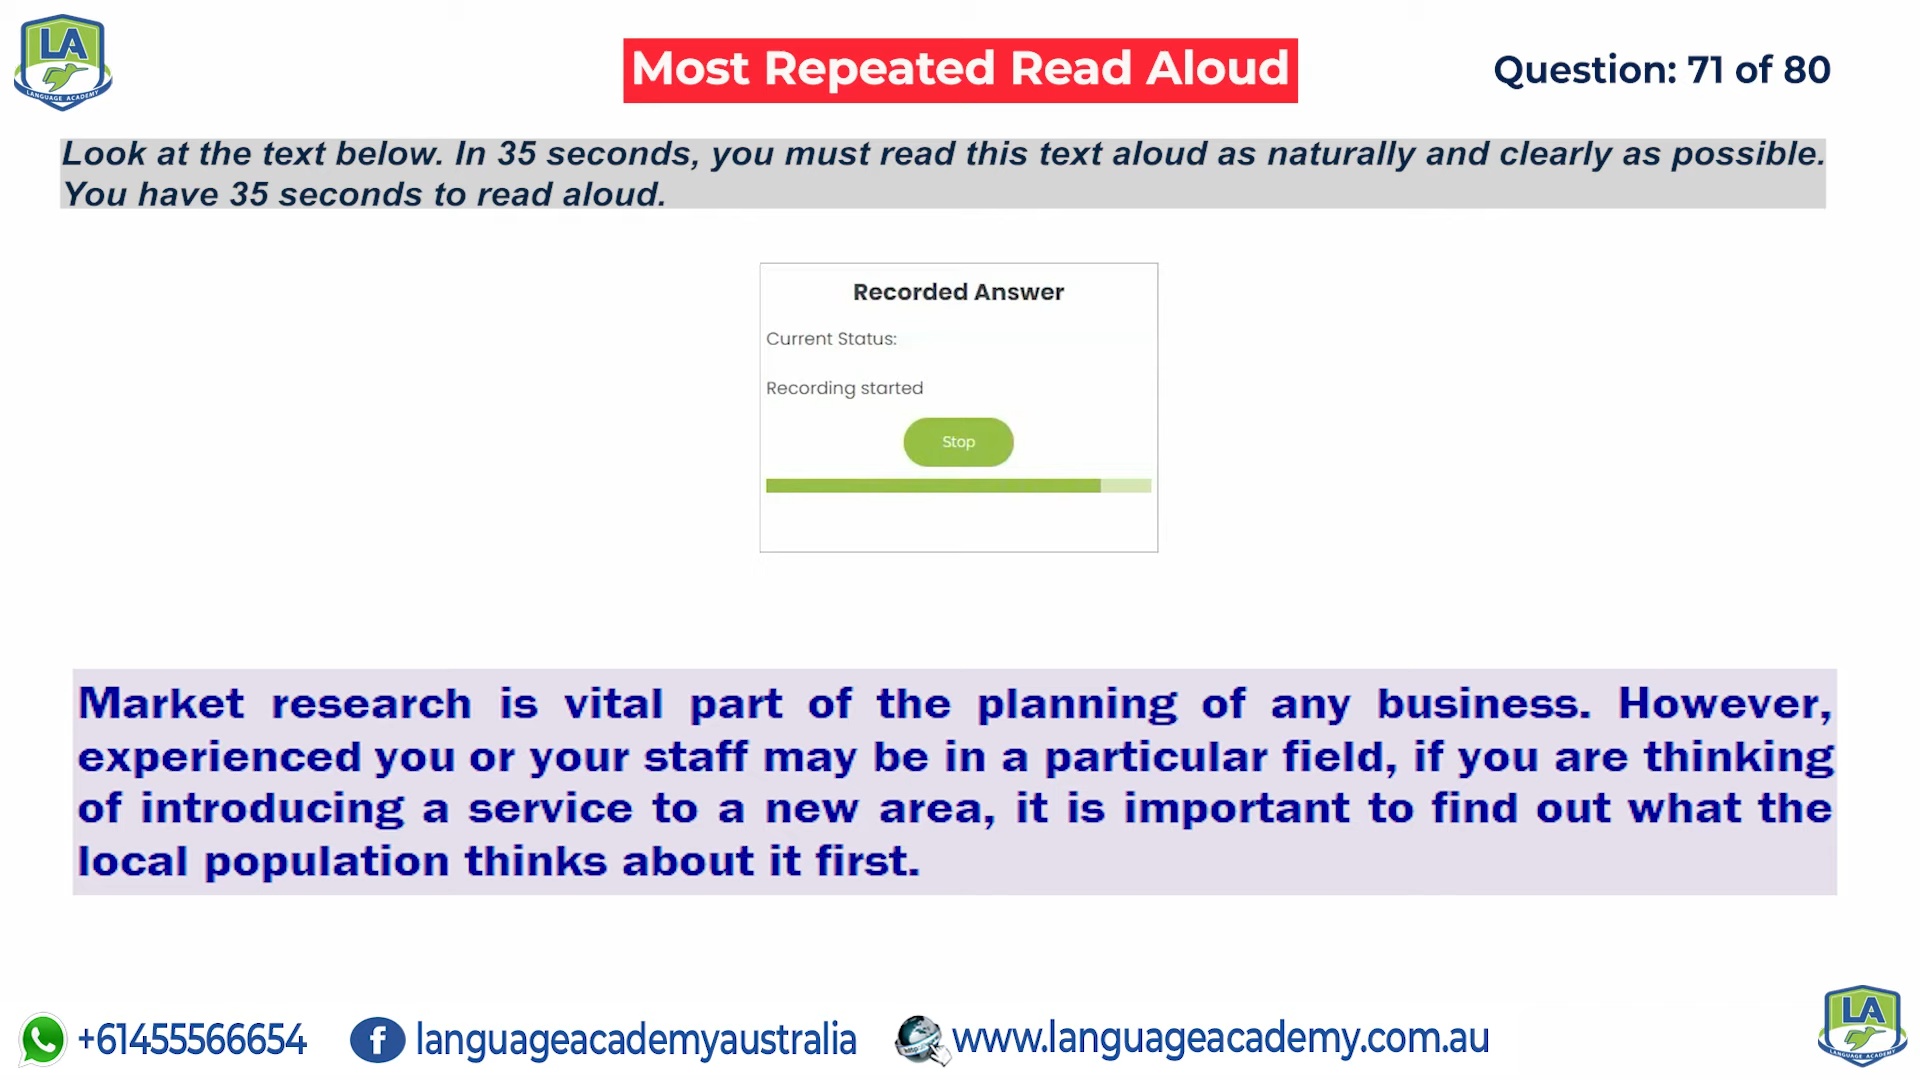 LA
LANGUAGE ACADEMY
Most Repeated Read Aloud
Question: 71 of 80
Look at the text below. In 35 seconds, you must read this text aloud as naturally and clearly as possible.
You have 35 seconds to read aloud.
Recorded Answer
Current Status:
Recording started
Stop
Market research is vital part of the planning of any business. However,
experienced you or your staff may be in a particular field, if you are thinking
of introducing a service to a new area, it is important to find out what the
local population thinks about it first.
+61455566654
f
languageacademyaustralia
http
www.languageacademy.com.au
LA
LANGUAGE ACADEMY